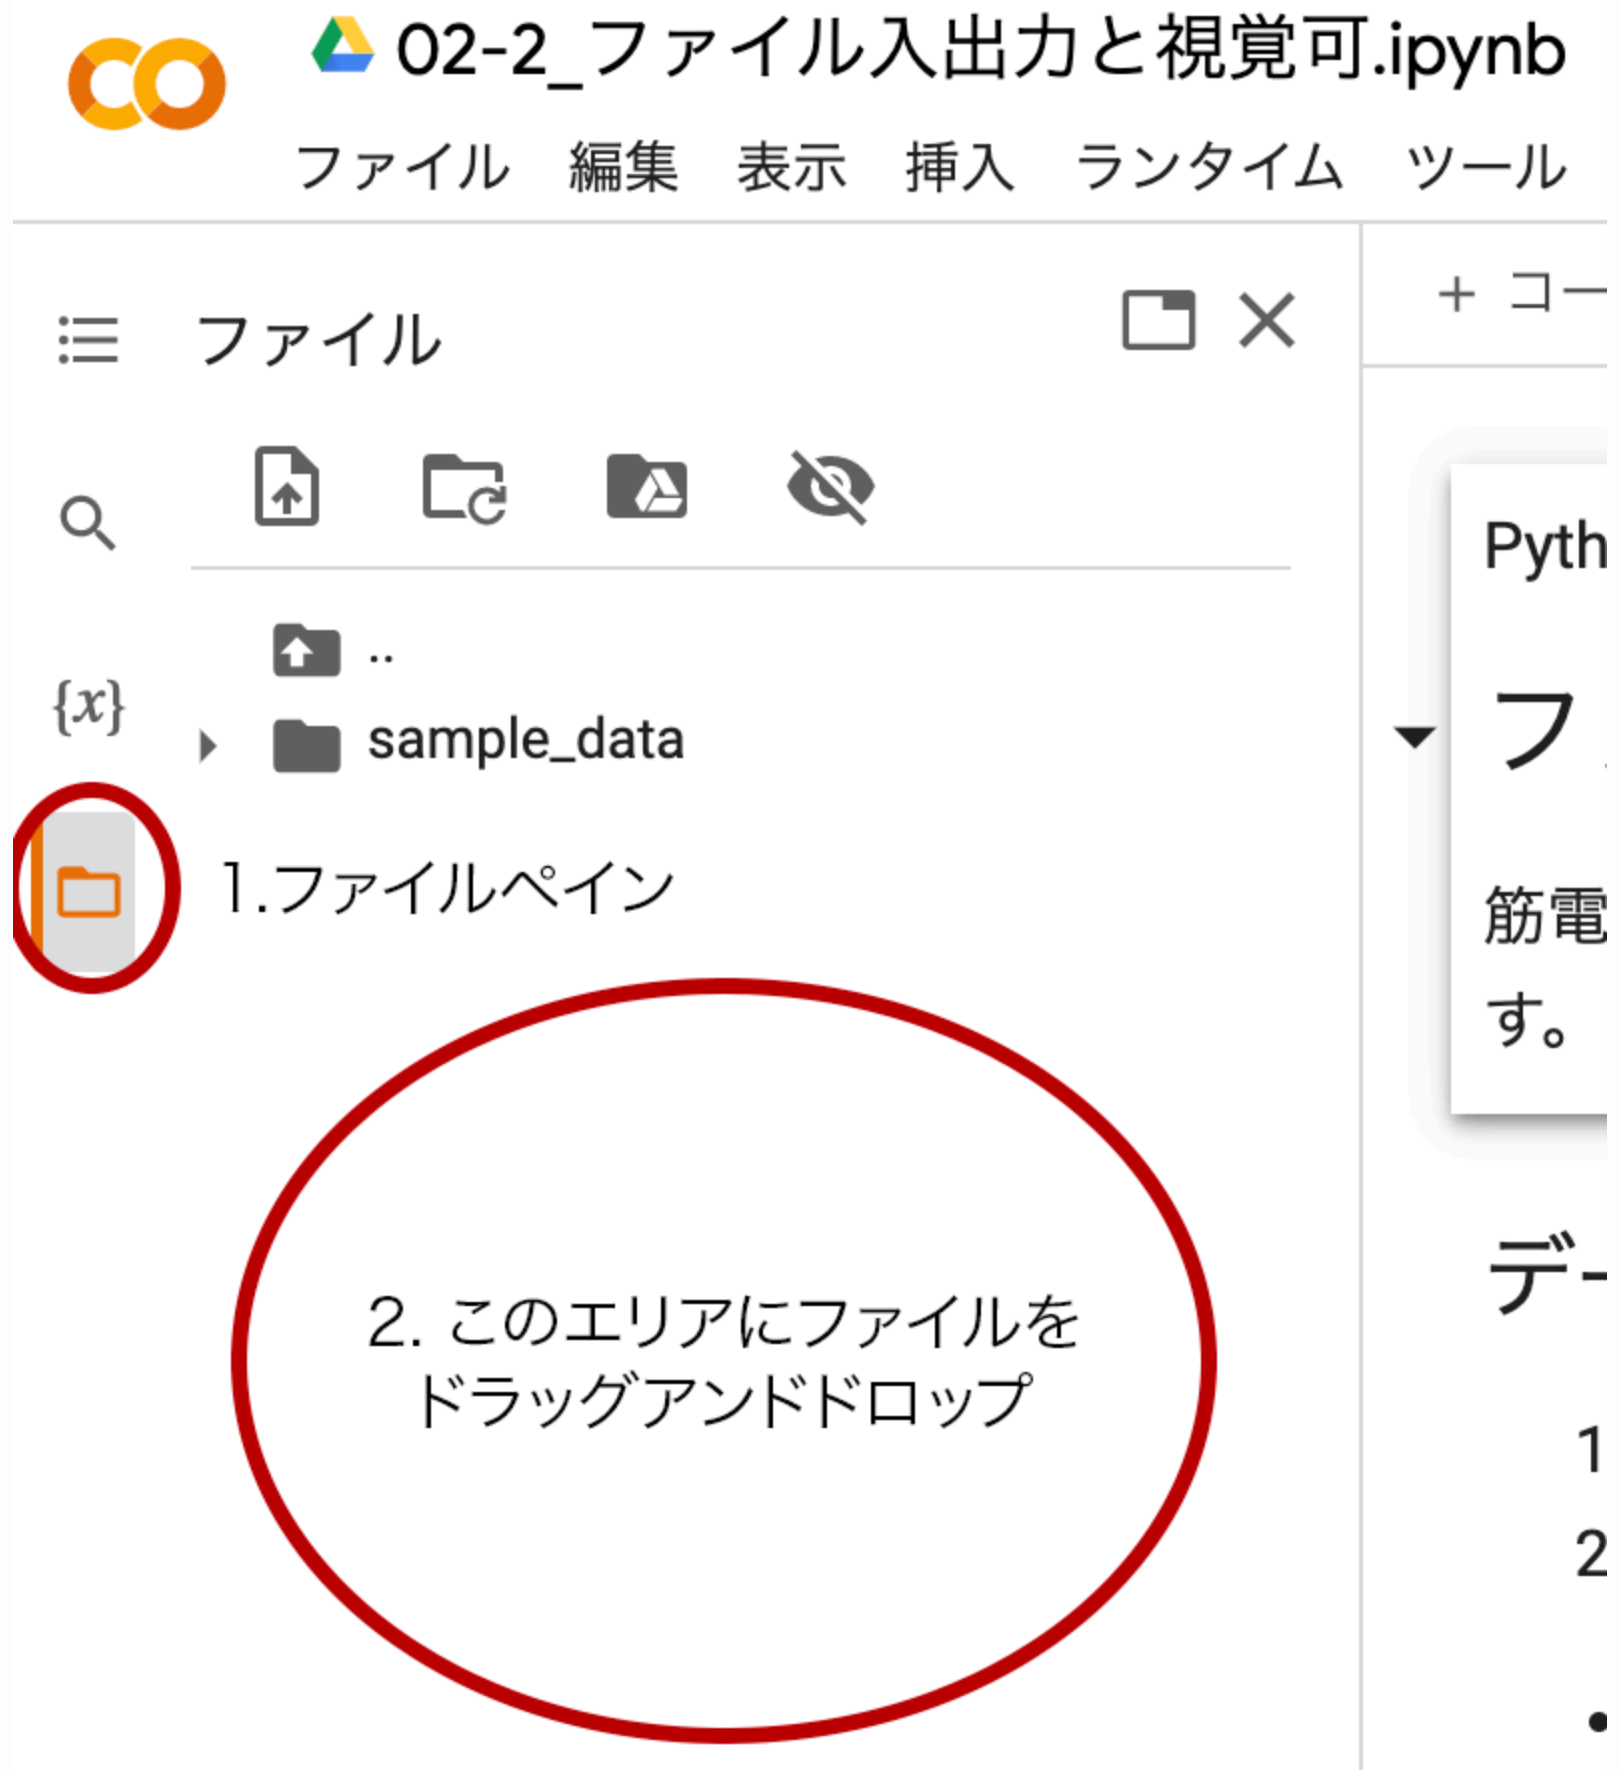 02-2_ファイル入出力と視覚可.ipynb
ファイル 編集 表示 挿入 ランタイム ツール
ファイル
+ コー
..
sample_data
{x}
1.ファイルペイン
2. このエリアにファイルを
ドラッグアンドドロップ
Pyth
フ
筋電
す。
デー
1
2